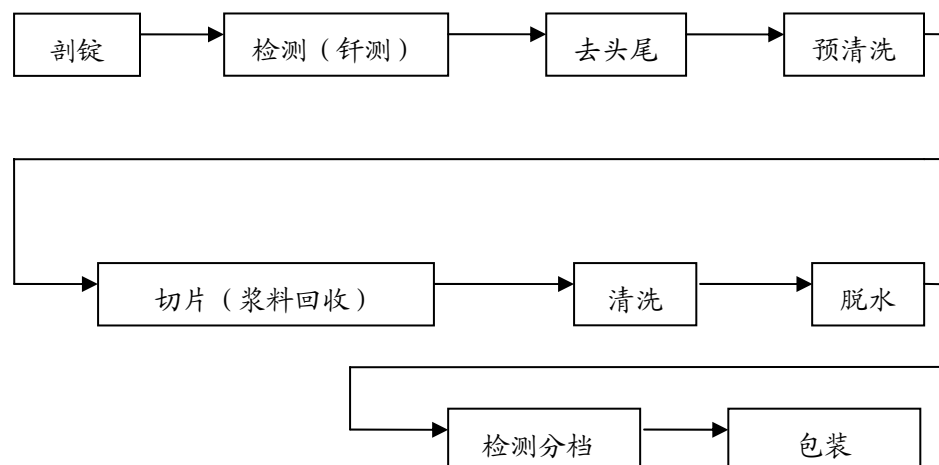 剖锭
检测（钎测）
去头尾
预清洗
切片（浆料回收）
清洗
脱水
检测分档
包装